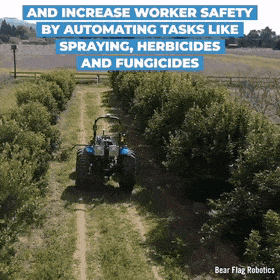 AND INCREASE WORKER SAFETY
BY AUTOMATING TASKS LIKE
SPRAYING, HERBICIDES
AND FUNGICIDES
Bear Flag Robotics